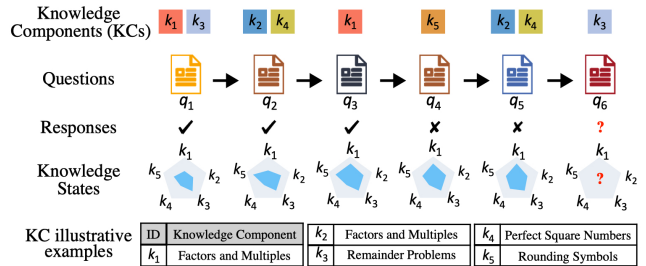 Knowledge Components (KCs) k1 k3 k2 k4 k1 k5 k2 k4 k3
Questions
q1 q2 q3 q4 q5 q6
Responses ✓ ✓ ✓ ✗ ✗ ?
k1 k1 k1 k1 k1 k1
Knowledge States
k5 k2 k5 k2 k5 k2 k5 k2 k5 k2 k5 ? k2
k4 k3 k4 k3 k4 k3 k4 k3 k4 k3 k4 k3
KC illustrative examples
ID Knowledge Component k2 Factors and Multiples k4 Perfect Square Numbers
k1 Factors and Multiples k3 Remainder Problems k5 Rounding Symbols